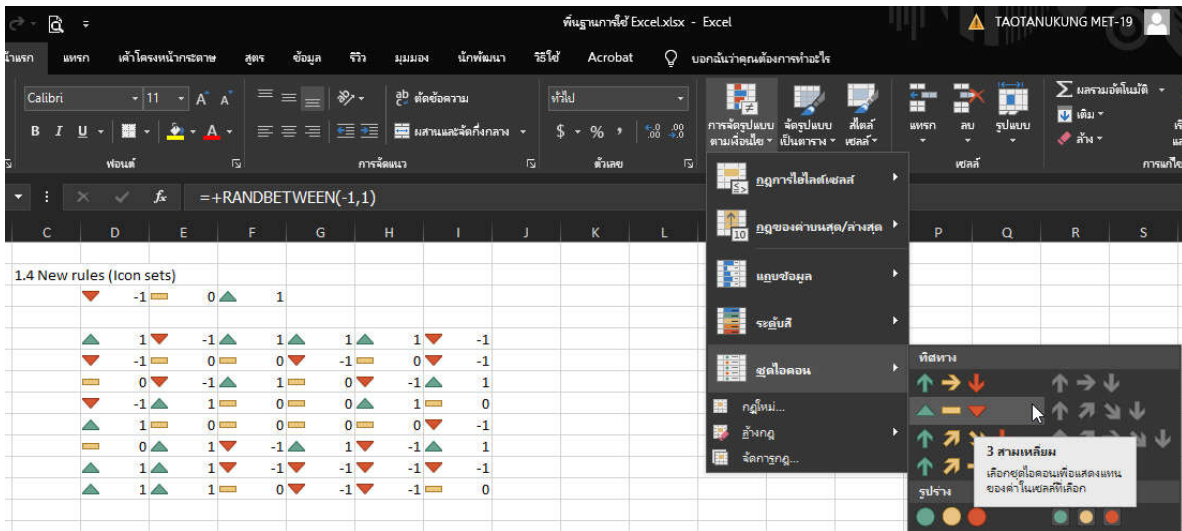 พื้นฐานการใช้ Excel.xlsx - Excel
TAOTANUKUNG MET-19
แทรก เค้าโครงหน้ากระดาษ สูตร ข้อมูล รีวิว มุมมอง นักพัฒนา วิธีใช้ Acrobat บอกฉันว่าคุณต้องการทำอะไร
Calibri 11 A A ab ตัดข้อความ ทั่วไป
B I U A ผสานและจัดกึ่งกลาง $ % , .00
การจัดรูปแบบ ตามเงื่อนไข
จัดรูปแบบ เป็นตาราง
สไตล์ เซลล์
แทรก ลบ รูปแบบ
ผลรวมอัตโนมัติ
เติม
ล้าง
ฟอนต์ การจัดแนว ตัวเลข เซลล์
fx =+RANDBETWEEN(-1,1)
C D E F G H I J K L P Q R S
1.4 New rules (Icon sets)
-1 0 1
1 -1 1 1 1 -1
-1 0 0 -1 0 -1
0 -1 1 0 -1 1
-1 1 0 0 1 0
1 0 0 0 0 -1
0 1 -1 1 -1 1
1 1 -1 -1 -1 -1
1 1 0 -1 -1 0
กฎการไฮไลต์เซลล์
กฎของค่าบนสุด/ล่างสุด
แถบข้อมูล
ระดับสี
ชุดไอคอน
กฎใหม่...
ล้างกฎ
จัดการกฎ...
ทิศทาง
3 สามเหลี่ยม
เลือกชุดไอคอนเพื่อแสดงแทน
ของค่าในเซลล์ที่เลือก
รูปร่าง